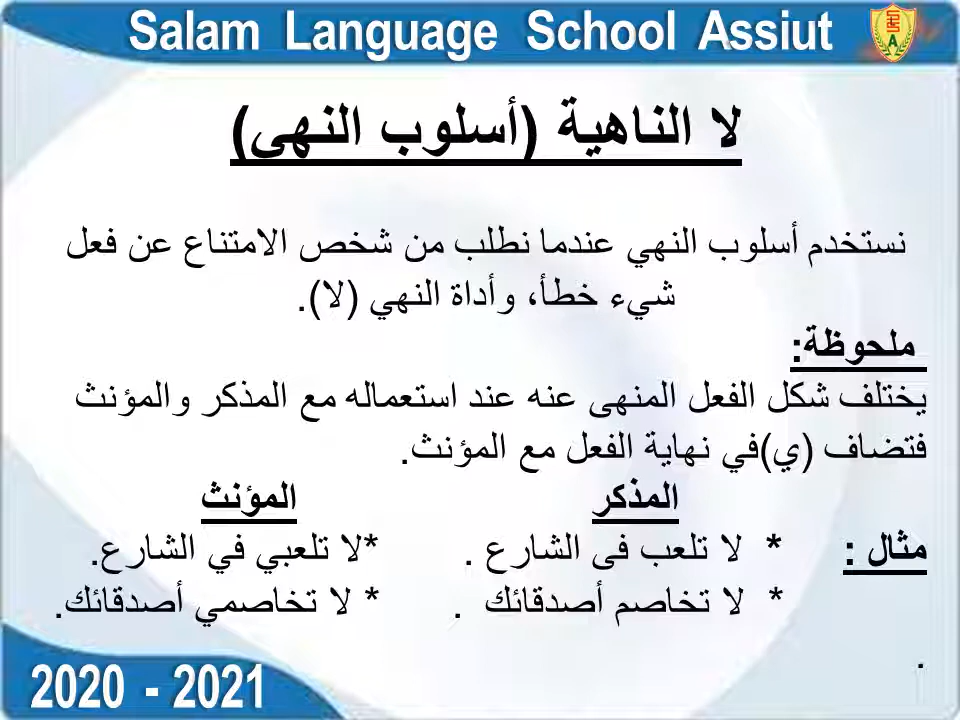 Salam Language School Assiut
لا الناهية (أسلوب النهى)
نستخدم أسلوب النهي عندما نطلب من شخص الامتناع عن فعل
شيء خطأ، وأداة النهي (لا).
ملحوظة:
يختلف شكل الفعل المنهى عنه عند استعماله مع المذكر والمؤنث
فتضاف (ي)في نهاية الفعل مع المؤنث.
المذكر المؤنث
مثال : * لا تلعب فى الشارع . *لا تلعبي في الشارع.
* لا تخاصم أصدقائك . * لا تخاصمي أصدقائك.
.
2020 - 2021